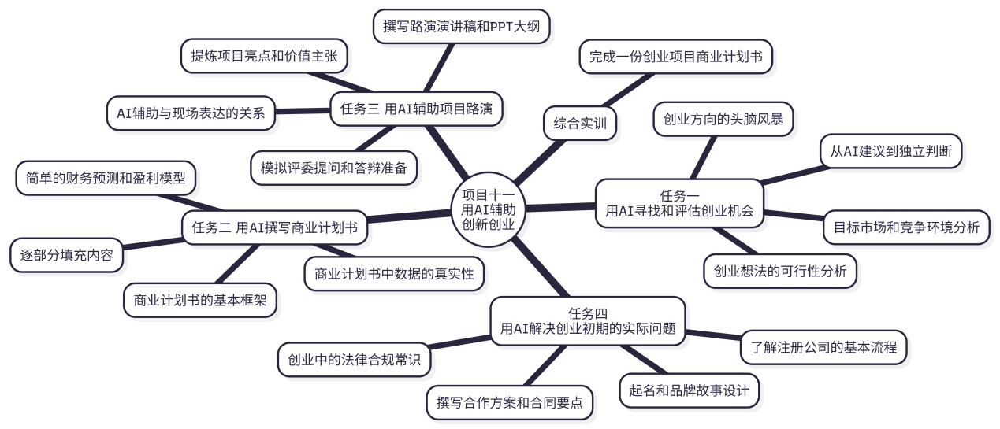 撰写路演演讲稿和PPT大纲
提炼项目亮点和价值主张
完成一份创业项目商业计划书
AI辅助与现场表达的关系
任务三 用AI辅助项目路演
综合实训
创业方向的头脑风暴
模拟评委提问和答辩准备
从AI建议到独立判断
简单的财务预测和盈利模型
项目十一
用AI辅助
创新创业
任务一
用AI寻找和评估创业机会
任务二 用AI撰写商业计划书
目标市场和竞争环境分析
逐部分填充内容
商业计划书中数据的真实性
创业想法的可行性分析
商业计划书的基本框架
任务四
用AI解决创业初期的实际问题
创业中的法律合规常识
了解注册公司的基本流程
撰写合作方案和合同要点
起名和品牌故事设计